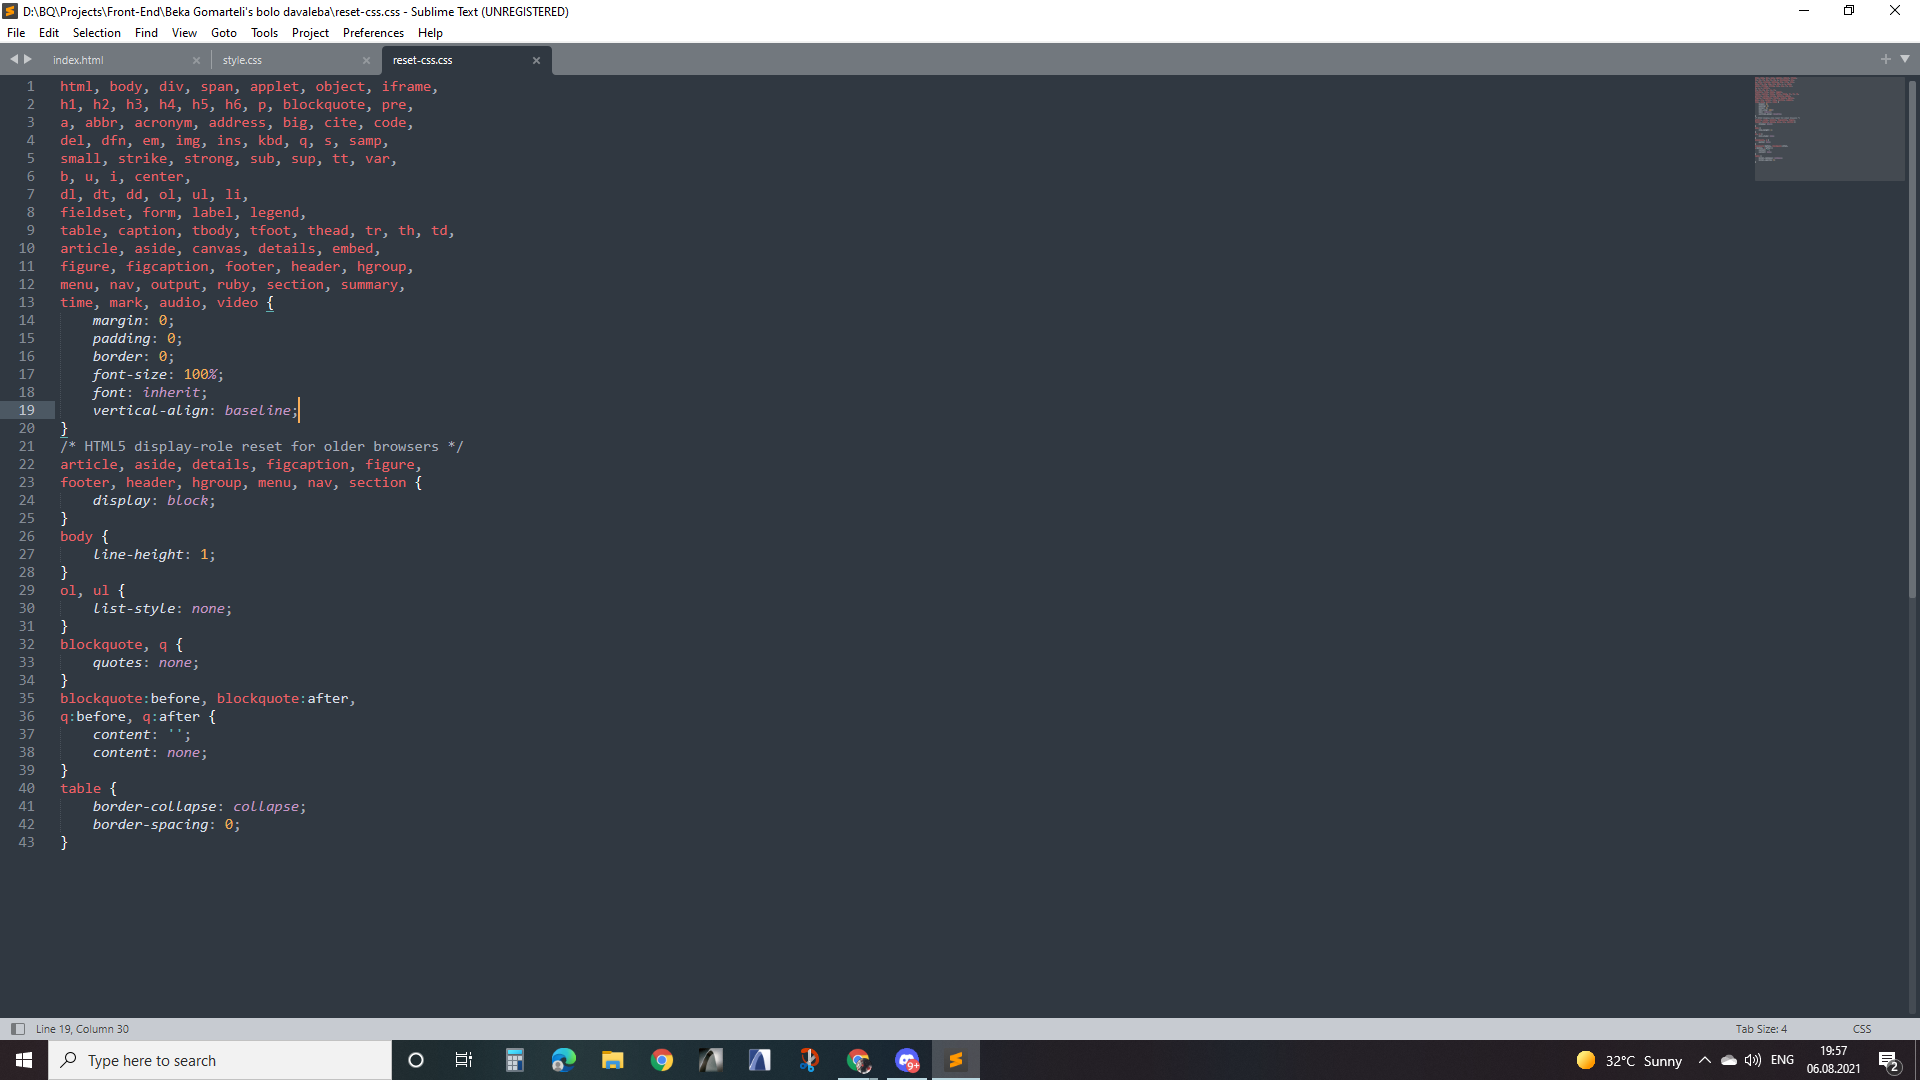 D:\BQ\Projects\Front-End\Beka Gomarteli's bolo davaleba\reset-css.css - Sublime Text (UNREGISTERED)
File Edit Selection Find View Goto Tools Project Preferences Help
index.html style.css reset-css.css
1 html, body, div, span, applet, object, iframe,
2 h1, h2, h3, h4, h5, h6, p, blockquote, pre,
3 a, abbr, acronym, address, big, cite, code,
4 del, dfn, em, img, ins, kbd, q, s, samp,
5 small, strike, strong, sub, sup, tt, var,
6 b, u, i, center,
7 dl, dt, dd, ol, ul, li,
8 fieldset, form, label, legend,
9 table, caption, tbody, tfoot, thead, tr, th, td,
10 article, aside, canvas, details, embed,
11 figure, figcaption, footer, header, hgroup,
12 menu, nav, output, ruby, section, summary,
13 time, mark, audio, video {
14 margin: 0;
15 padding: 0;
16 border: 0;
17 font-size: 100%;
18 font: inherit;
19 vertical-align: baseline;
20 }
21 /* HTML5 display-role reset for older browsers */
22 article, aside, details, figcaption, figure,
23 footer, header, hgroup, menu, nav, section {
24 display: block;
25 }
26 body {
27 line-height: 1;
28 }
29 ol, ul {
30 list-style: none;
31 }
32 blockquote, q {
33 quotes: none;
34 }
35 blockquote:before, blockquote:after,
36 q:before, q:after {
37 content: '';
38 content: none;
39 }
40 table {
41 border-collapse: collapse;
42 border-spacing: 0;
43 }
Line 19, Column 30 Tab Size: 4 CSS
Type here to search 9+ 32°C Sunny ENG 19:57 2
06.08.2021